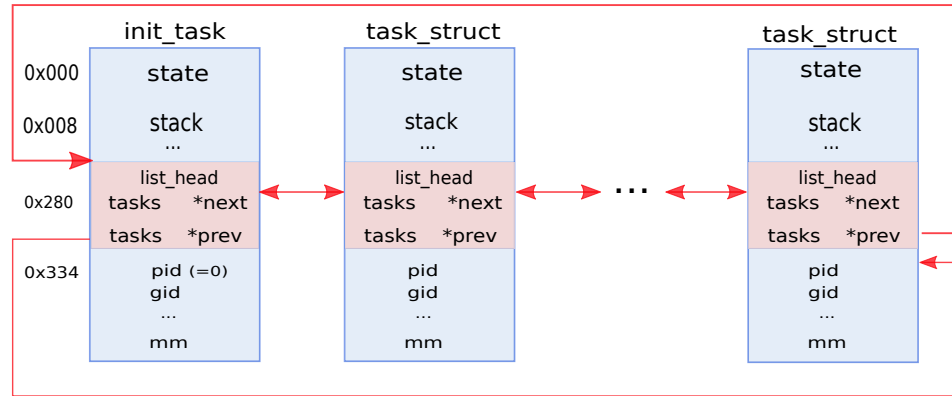 init_task task_struct task_struct
0x000 state state state
0x008 stack stack stack
... ... ...
list_head list_head list_head
0x280 tasks *next tasks *next ... tasks *next
tasks *prev tasks *prev tasks *prev
0x334 pid (=0) pid pid
gid gid gid
... ... ...
mm mm mm